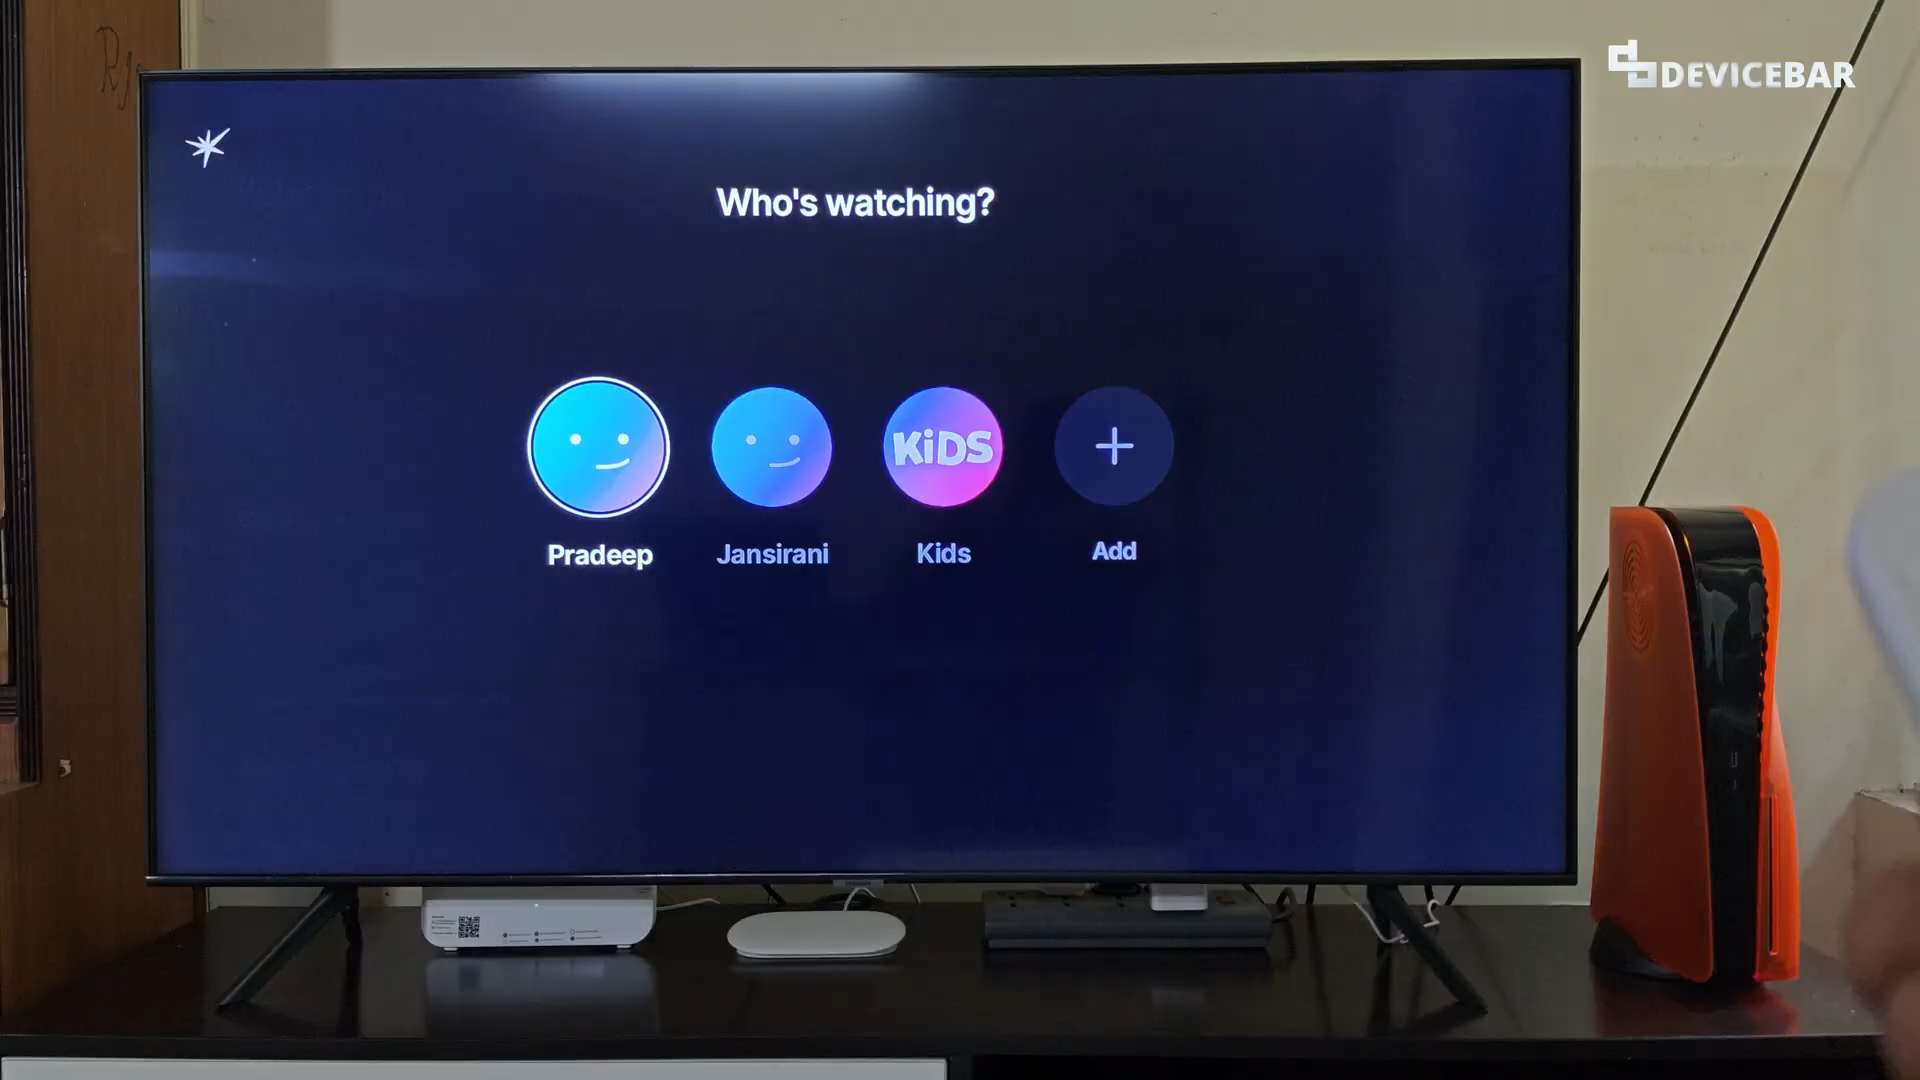 DEVICEBAR
Who's watching?
KiDS
Pradeep
Jansirani
Kids
Add